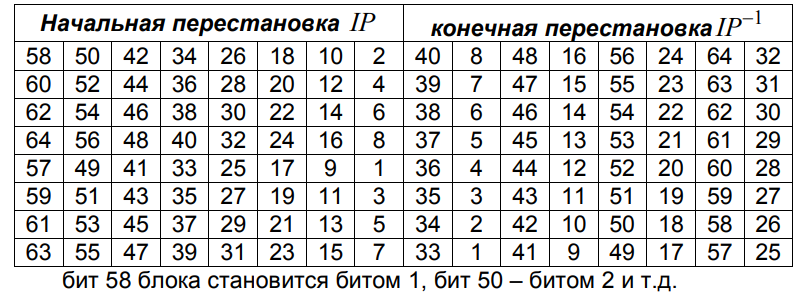 Начальная перестановка IP конечная перестановка IP⁻¹
58 50 42 34 26 18 10 2 40 8 48 16 56 24 64 32
60 52 44 36 28 20 12 4 39 7 47 15 55 23 63 31
62 54 46 38 30 22 14 6 38 6 46 14 54 22 62 30
64 56 48 40 32 24 16 8 37 5 45 13 53 21 61 29
57 49 41 33 25 17 9 1 36 4 44 12 52 20 60 28
59 51 43 35 27 19 11 3 35 3 43 11 51 19 59 27
61 53 45 37 29 21 13 5 34 2 42 10 50 18 58 26
63 55 47 39 31 23 15 7 33 1 41 9 49 17 57 25
бит 58 блока становится битом 1, бит 50 – битом 2 и т.д.